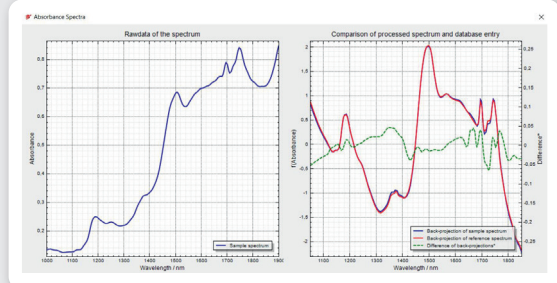 Absorbance Spectra
Rawdata of the spectrum
Absorbance
0.8
0.7
0.6
0.5
0.4
0.3
0.2
1000 1100 1200 1300 1400 1500 1600 1700 1800 1900
Wavelength / nm
Sample spectrum
Comparison of processed spectrum and database entry
f(Absorbance)
2
1.5
1
0.5
0
-0.5
-1
-1.5
-2
1100 1200 1300 1400 1500 1600 1700 1800
Wavelength / nm
0.25
0.2
0.15
0.1
0.05
0
-0.05
-0.1
-0.15
-0.2
-0.25
Difference*
Back-projection of sample spectrum
Back-projection of reference spectrum
Difference of back-projections*